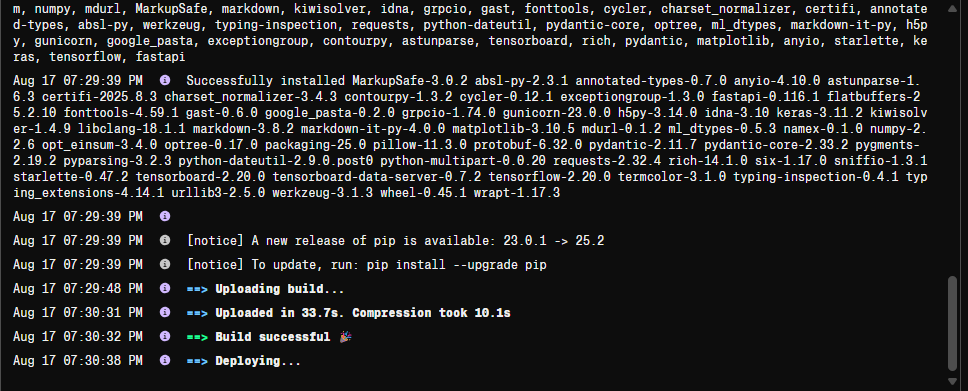 m, numpy, mdurl, MarkupSafe, markdown, kiwisolver, idna, grpcio, gast, fonttools, cycler, charset_normalizer, certifi, annotate
d-types, absl-py, werkzeug, typing-inspection, requests, python-dateutil, pydantic-core, optree, ml_dtypes, markdown-it-py, h5p
y, gunicorn, google_pasta, exceptiongroup, contourpy, astunparse, tensorboard, rich, pydantic, matplotlib, anyio, starlette, ke
ras, tensorflow, fastapi
Aug 17 07:29:39 PM Successfully installed MarkupSafe-3.0.2 absl-py-2.3.1 annotated-types-0.7.0 anyio-4.10.0 astunparse-1.
6.3 certifi-2025.8.3 charset_normalizer-3.4.3 contourpy-1.3.2 cycler-0.12.1 exceptiongroup-1.3.0 fastapi-0.116.1 flatbuffers-2
5.2.10 fonttools-4.59.1 gast-0.6.0 google_pasta-0.2.0 grpcio-1.74.0 gunicorn-23.0.0 h5py-3.14.0 idna-3.10 keras-3.11.2 kiwisolv
er-1.4.9 libclang-18.1.1 markdown-3.8.2 markdown-it-py-4.0.0 matplotlib-3.10.5 mdurl-0.1.2 ml_dtypes-0.5.3 namex-0.1.0 numpy-2.
2.6 opt_einsum-3.4.0 optree-0.17.0 packaging-25.0 pillow-11.3.0 protobuf-6.32.0 pydantic-2.11.7 pydantic-core-2.33.2 pygments-
2.19.2 pyparsing-3.2.3 python-dateutil-2.9.0.post0 python-multipart-0.0.20 requests-2.32.4 rich-14.1.0 six-1.17.0 sniffio-1.3.1
starlette-0.47.2 tensorboard-2.20.0 tensorboard-data-server-0.7.2 tensorflow-2.20.0 termcolor-3.1.0 typing-inspection-0.4.1 typ
ing_extensions-4.14.1 urllib3-2.5.0 werkzeug-3.1.3 wheel-0.45.1 wrapt-1.17.3
Aug 17 07:29:39 PM
Aug 17 07:29:39 PM [notice] A new release of pip is available: 23.0.1 -> 25.2
Aug 17 07:29:39 PM [notice] To update, run: pip install --upgrade pip
Aug 17 07:29:48 PM ==> Uploading build...
Aug 17 07:30:31 PM ==> Uploaded in 33.7s. Compression took 10.1s
Aug 17 07:30:32 PM ==> Build successful 🎉
Aug 17 07:30:38 PM ==> Deploying...